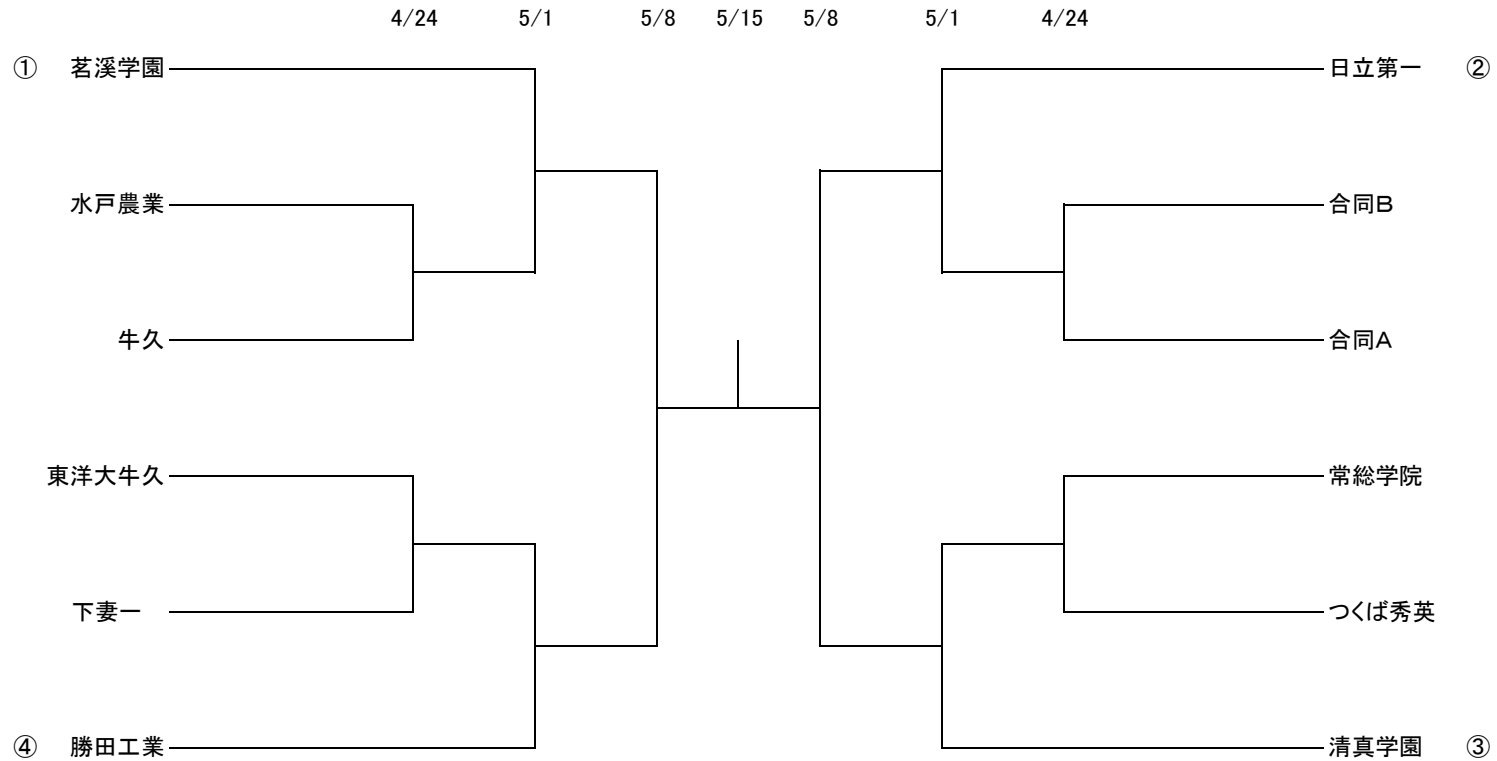 4/24 5/1 5/8 5/15 5/8 5/1 4/24
① 茗溪学園 日立第一 ②
水戸農業 合同B
牛久 合同A
東洋大牛久 常総学院
下妻一 つくば秀英
④ 勝田工業 清真学園 ③